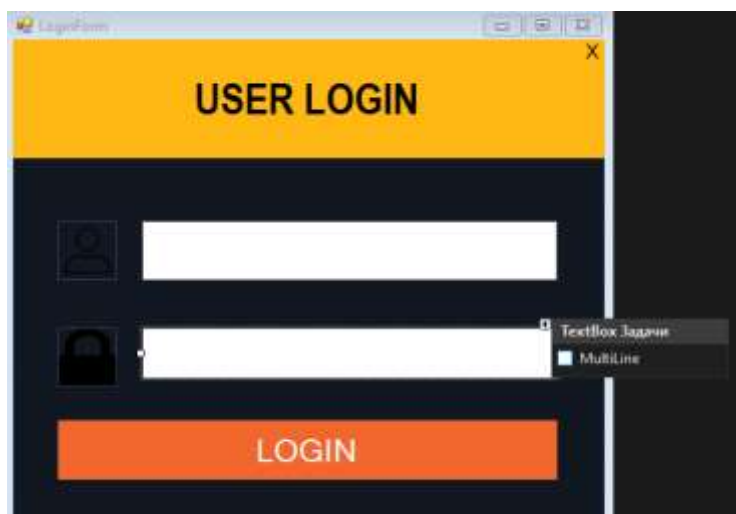 LoginForm
X
USER LOGIN
TextBox Задачи
MultiLine
LOGIN